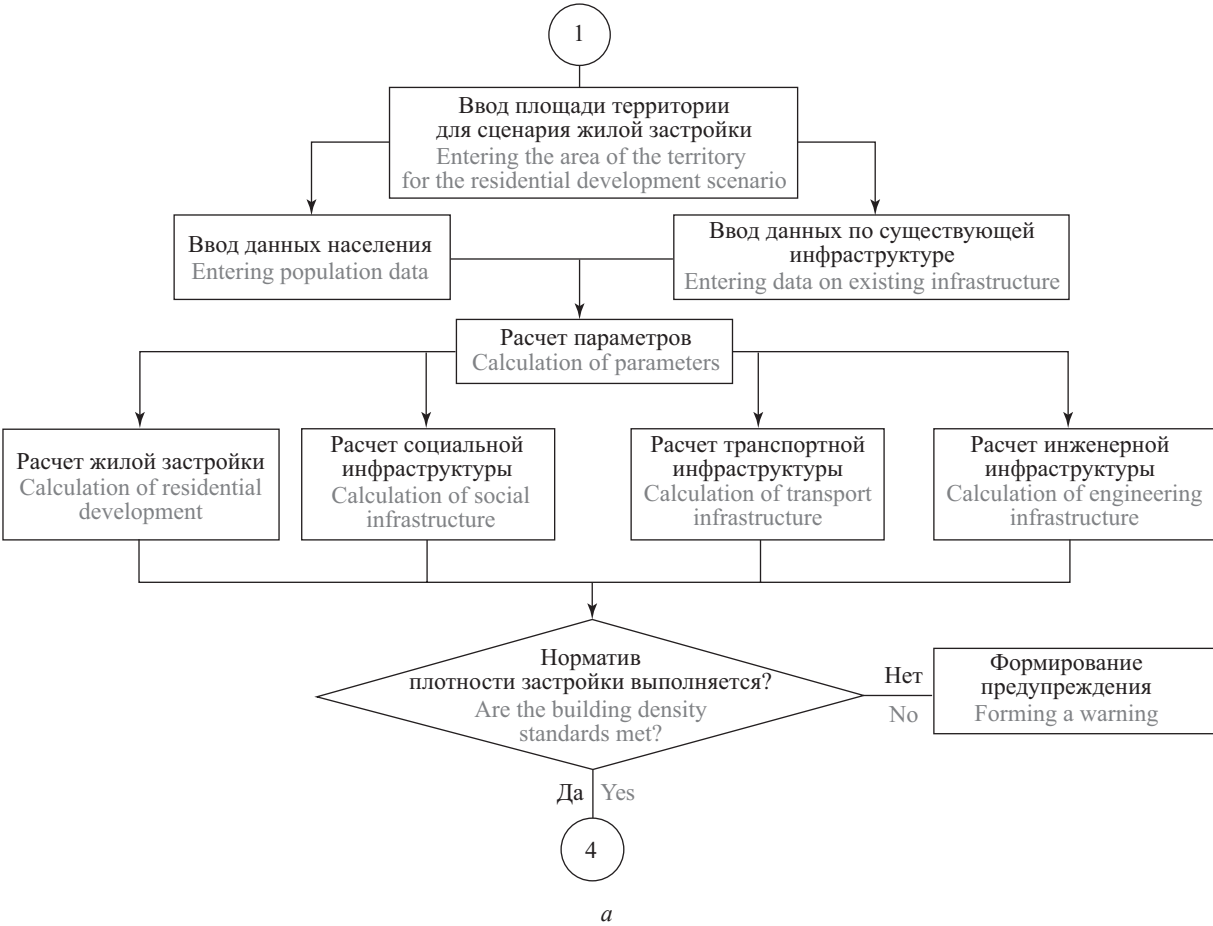 1
Ввод площади территории
для сценария жилой застройки
Entering the area of the territory
for the residential development scenario
Ввод данных населения
Entering population data
Ввод данных по существующей
инфраструктуре
Entering data on existing infrastructure
Расчет параметров
Calculation of parameters
Расчет жилой застройки
Calculation of residential
development
Расчет социальной
инфраструктуры
Calculation of social
infrastructure
Расчет транспортной
инфраструктуры
Calculation of transport
infrastructure
Расчет инженерной
инфраструктуры
Calculation of engineering
infrastructure
Норматив
плотности застройки выполняется?
Are the building density
standards met?
Нет
No
Формирование
предупреждения
Forming a warning
Да Yes
4
а